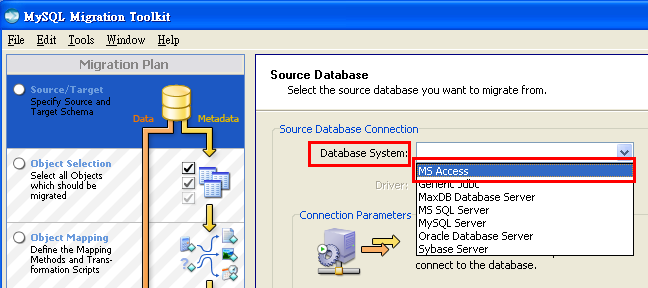 MySQL Migration Toolkit
File Edit Tools Window Help
Migration Plan
Source/Target
Specify Source and
Target Schema
Data
Metadata
Object Selection
Select all Objects
which should be
migrated
Object Mapping
Define the Mapping
Methods and Trans-
formation Scripts
Source Database
Select the source database you want to migrate from.
Source Database Connection
Database System:
MS Access
Generic Jdbc
MaxDB Database Server
MS SQL Server
MySQL Server
Oracle Database Server
Sybase Server
Driver:
Connection Parameters
connect to the database.